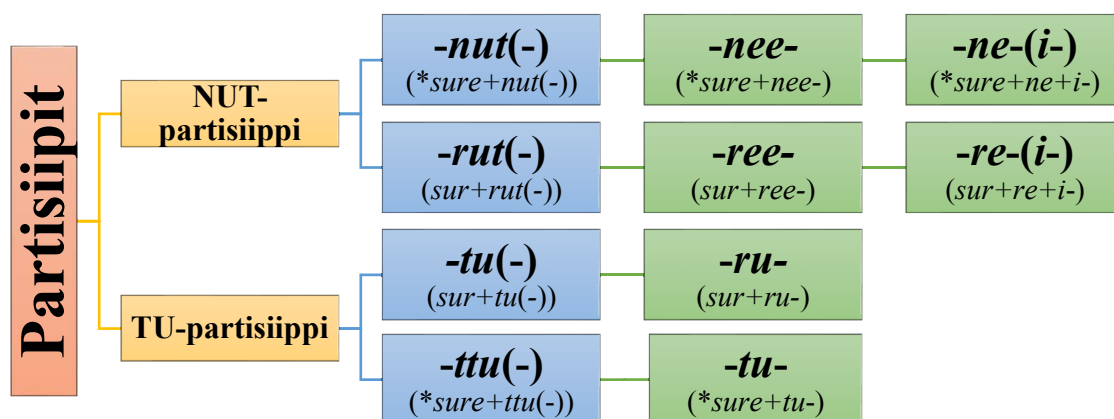 Partisiipit
NUT-
partisiippi
-nut(-)
(*sure+nut(-))
-nee-
(*sure+nee-)
-ne-(i-)
(*sure+ne+i-)
-rut(-)
(sur+rut(-))
-ree-
(sur+ree-)
-re-(i-)
(sur+re+i-)
TU-partisiippi
-tu(-)
(sur+tu(-))
-ru-
(sur+ru-)
-ttu(-)
(*sure+ttu(-))
-tu-
(*sure+tu-)